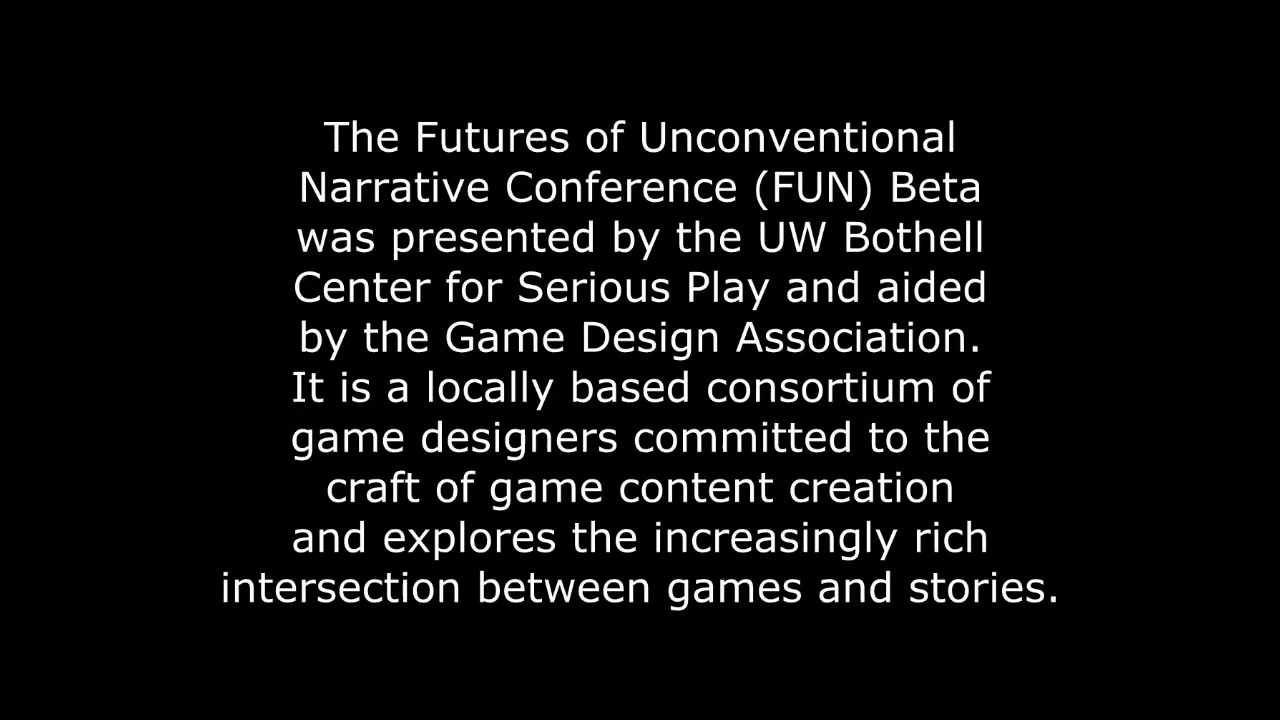 The Futures of Unconventional
Narrative Conference (FUN) Beta
was presented by the UW Bothell
Center for Serious Play and aided
by the Game Design Association.
It is a locally based consortium of
game designers committed to the
craft of game content creation
and explores the increasingly rich
intersection between games and stories.